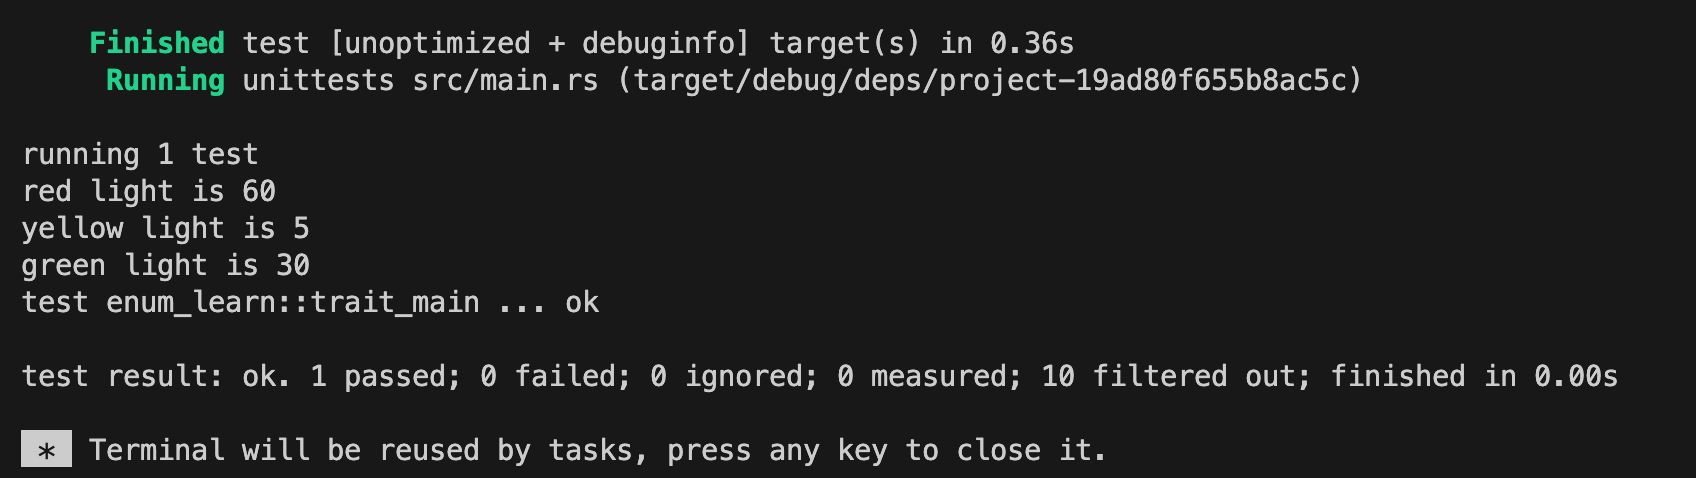 Finished test [unoptimized + debuginfo] target(s) in 0.36s
Running unittests src/main.rs (target/debug/deps/project-19ad80f655b8ac5c)
running 1 test
red light is 60
yellow light is 5
green light is 30
test enum_learn::trait_main ... ok
test result: ok. 1 passed; 0 failed; 0 ignored; 0 measured; 10 filtered out; finished in 0.00s
* Terminal will be reused by tasks, press any key to close it.